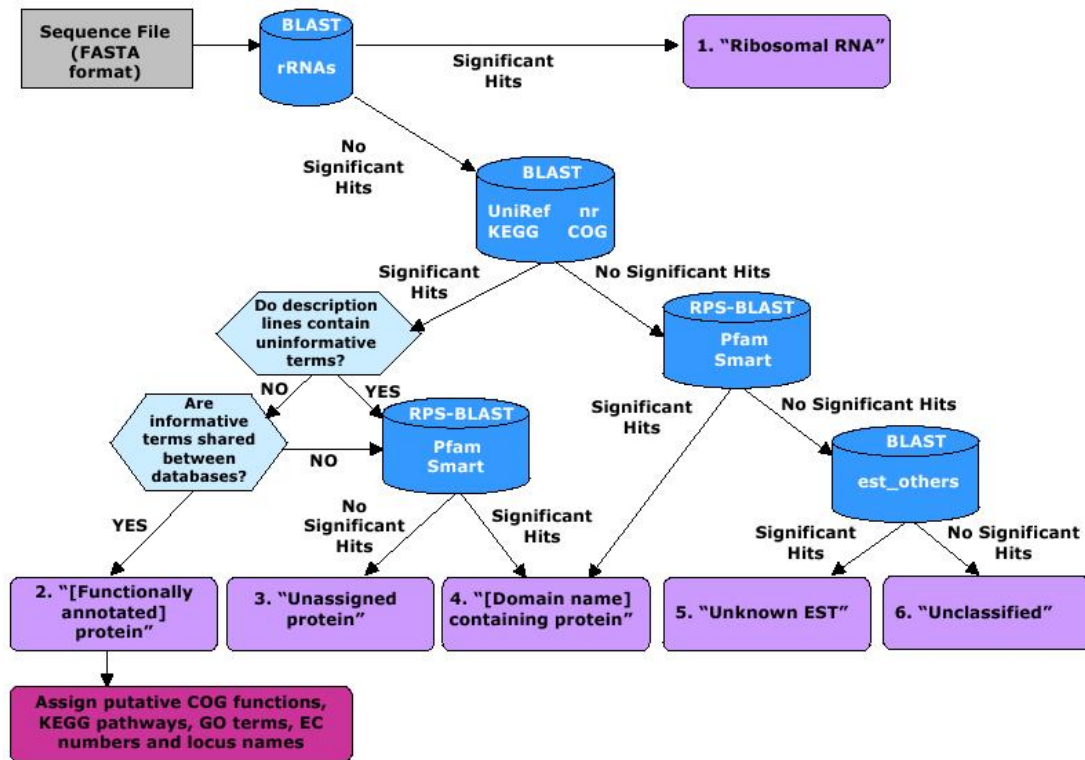 Sequence File
(FASTA
format)
BLAST
rRNAs
Significant
Hits
1. “Ribosomal RNA”
No
Significant
Hits
BLAST
UniRef nr
KEGG COG
Significant
Hits
No Significant Hits
Do description
lines contain
uninformative
terms?
RPS-BLAST
Pfam
Smart
NO
YES
Are
informative
terms shared
between
databases?
NO
RPS-BLAST
Pfam
Smart
Significant
Hits
No Significant Hits
BLAST
est_others
YES
No
Significant
Hits
Significant
Hits
Significant
Hits
No Significant
Hits
2. “[Functionally
annotated]
protein”
3. “Unassigned
protein”
4. “[Domain name]
containing protein”
5. “Unknown EST”
6. “Unclassified”
Assign putative COG functions,
KEGG pathways, GO terms, EC
numbers and locus names